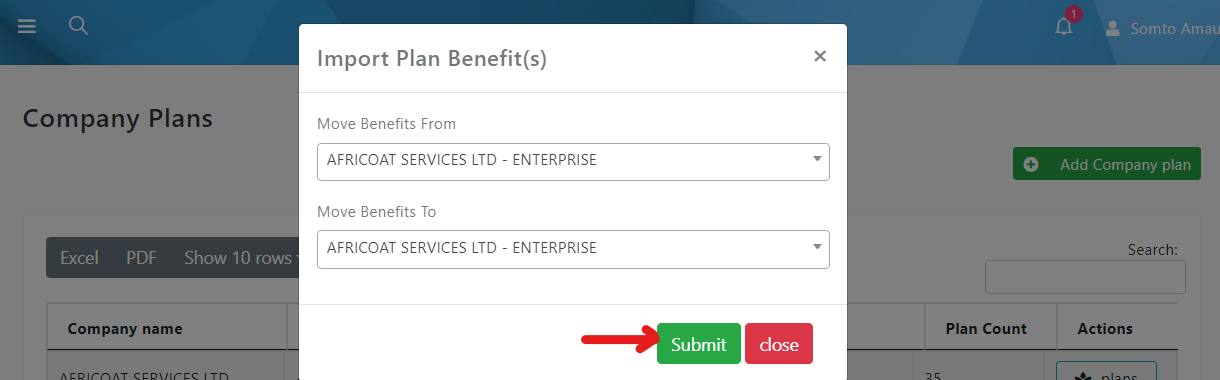 1
Somto Amau
Import Plan Benefit(s)
×
Company Plans
Move Benefits From
AFRICOAT SERVICES LTD - ENTERPRISE
Add Company plan
Move Benefits To
AFRICOAT SERVICES LTD - ENTERPRISE
Excel PDF Show 10 rows
Search:
Company name Plan Count Actions
Submit close
AFRICOAT SERVICES LTD 35 plans